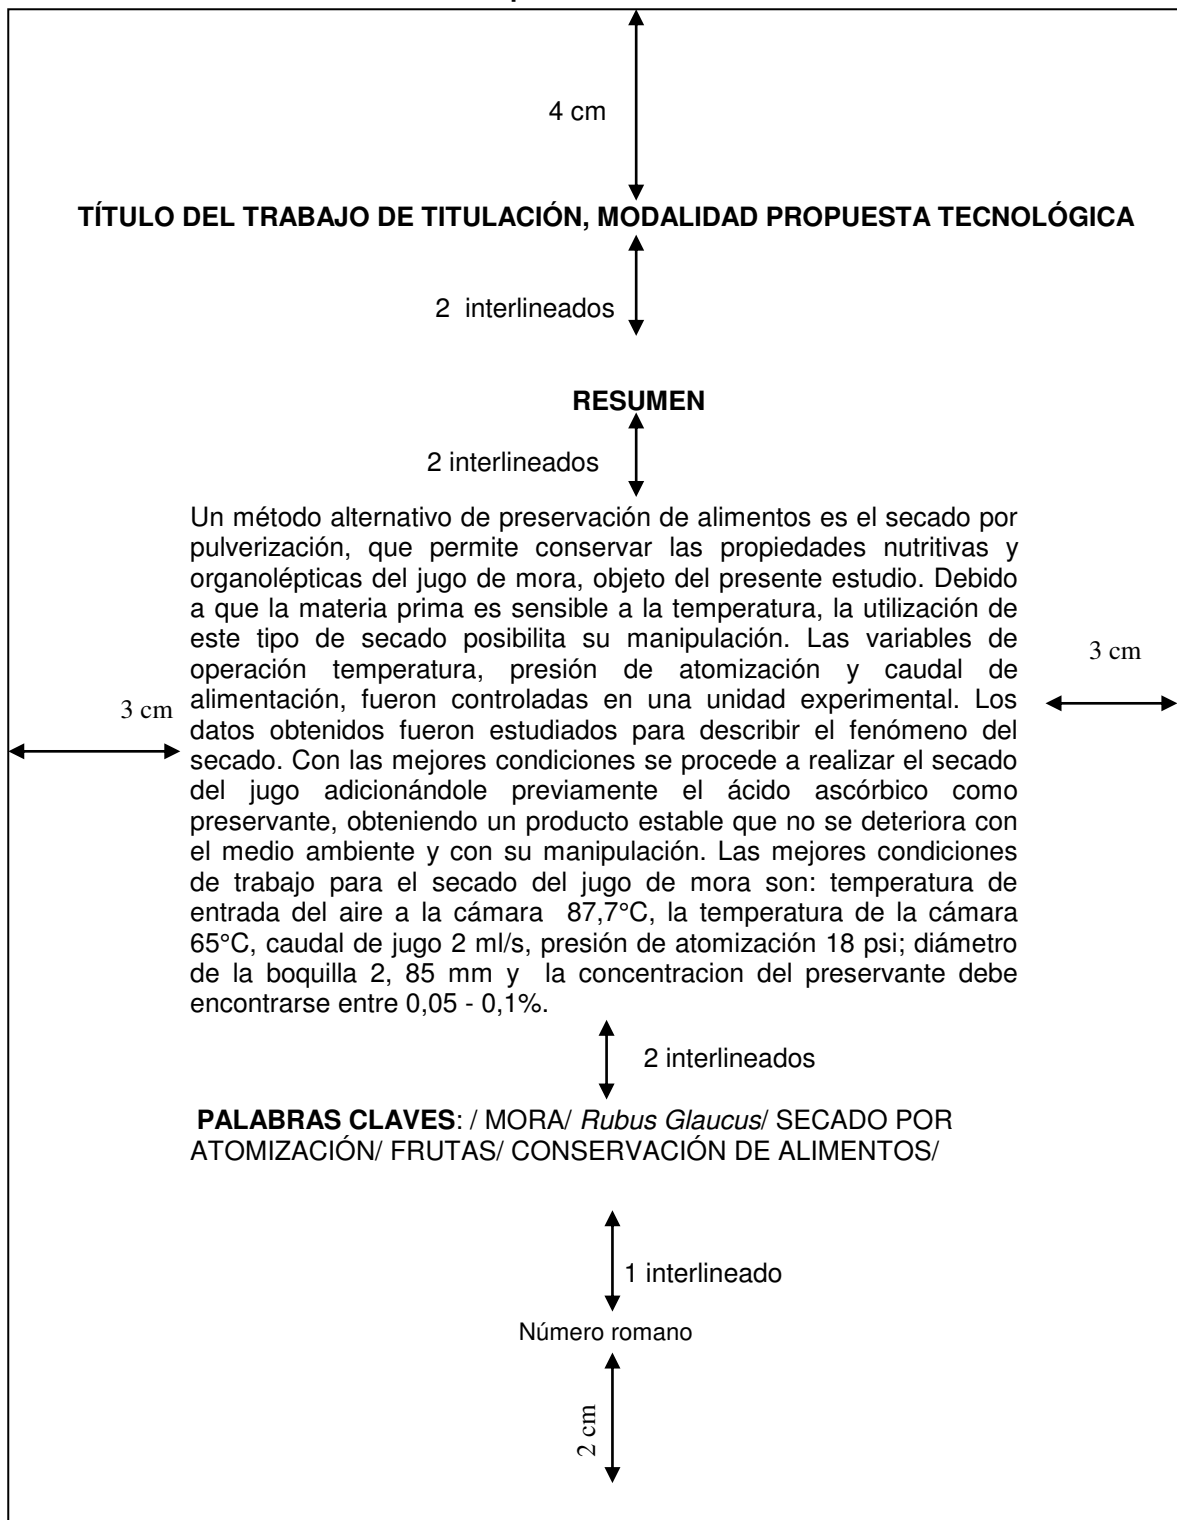 4 cm
TÍTULO DEL TRABAJO DE TITULACIÓN, MODALIDAD PROPUESTA TECNOLÓGICA
2 interlineados
RESUMEN
2 interlineados
Un método alternativo de preservación de alimentos es el secado por
pulverización, que permite conservar las propiedades nutritivas y
organolépticas del jugo de mora, objeto del presente estudio. Debido
a que la materia prima es sensible a la temperatura, la utilización de
este tipo de secado posibilita su manipulación. Las variables de
operación temperatura, presión de atomización y caudal de
alimentación, fueron controladas en una unidad experimental. Los
datos obtenidos fueron estudiados para describir el fenómeno del
secado. Con las mejores condiciones se procede a realizar el secado
del jugo adicionándole previamente el ácido ascórbico como
preservante, obteniendo un producto estable que no se deteriora con
el medio ambiente y con su manipulación. Las mejores condiciones
de trabajo para el secado del jugo de mora son: temperatura de
entrada del aire a la cámara 87,7°C, la temperatura de la cámara
65°C, caudal de jugo 2 ml/s, presión de atomización 18 psi; diámetro
de la boquilla 2, 85 mm y la concentracion del preservante debe
encontrarse entre 0,05 - 0,1%.
3 cm
3 cm
2 interlineados
PALABRAS CLAVES: / MORA/ Rubus Glaucus/ SECADO POR
ATOMIZACIÓN/ FRUTAS/ CONSERVACIÓN DE ALIMENTOS/
1 interlineado
Número romano
2 cm